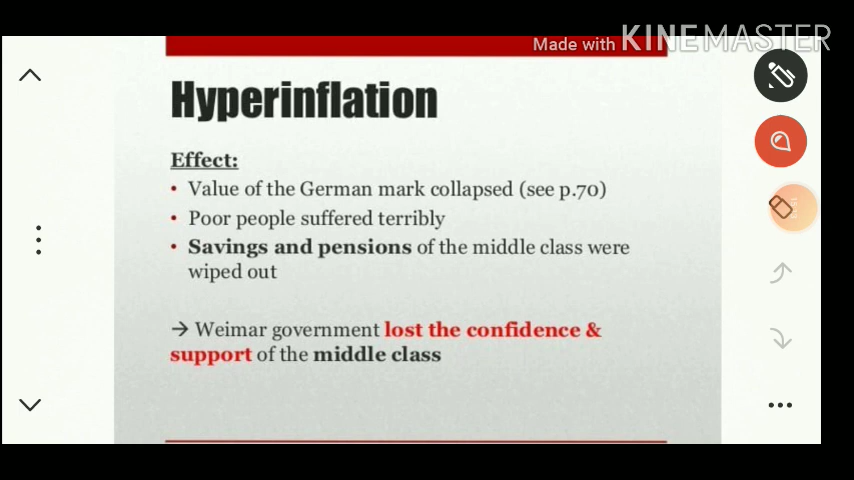 Made with KINEMASTER
Hyperinflation
Effect:
• Value of the German mark collapsed (see p.70)
• Poor people suffered terribly
• Savings and pensions of the middle class were
wiped out
→ Weimar government lost the confidence &
support of the middle class